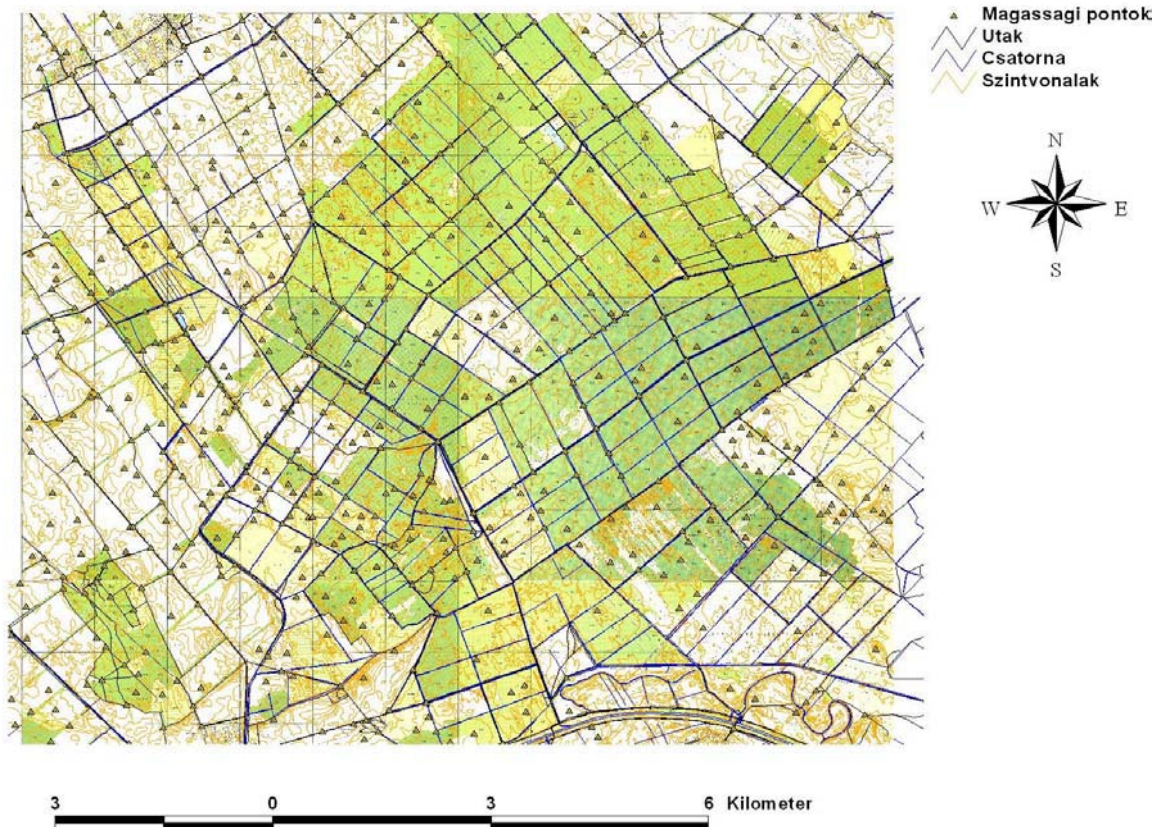 Magassagi pontok
Utak
Csatorna
Szintvonalak
N
W E
S
3 0 3 6 Kilometer